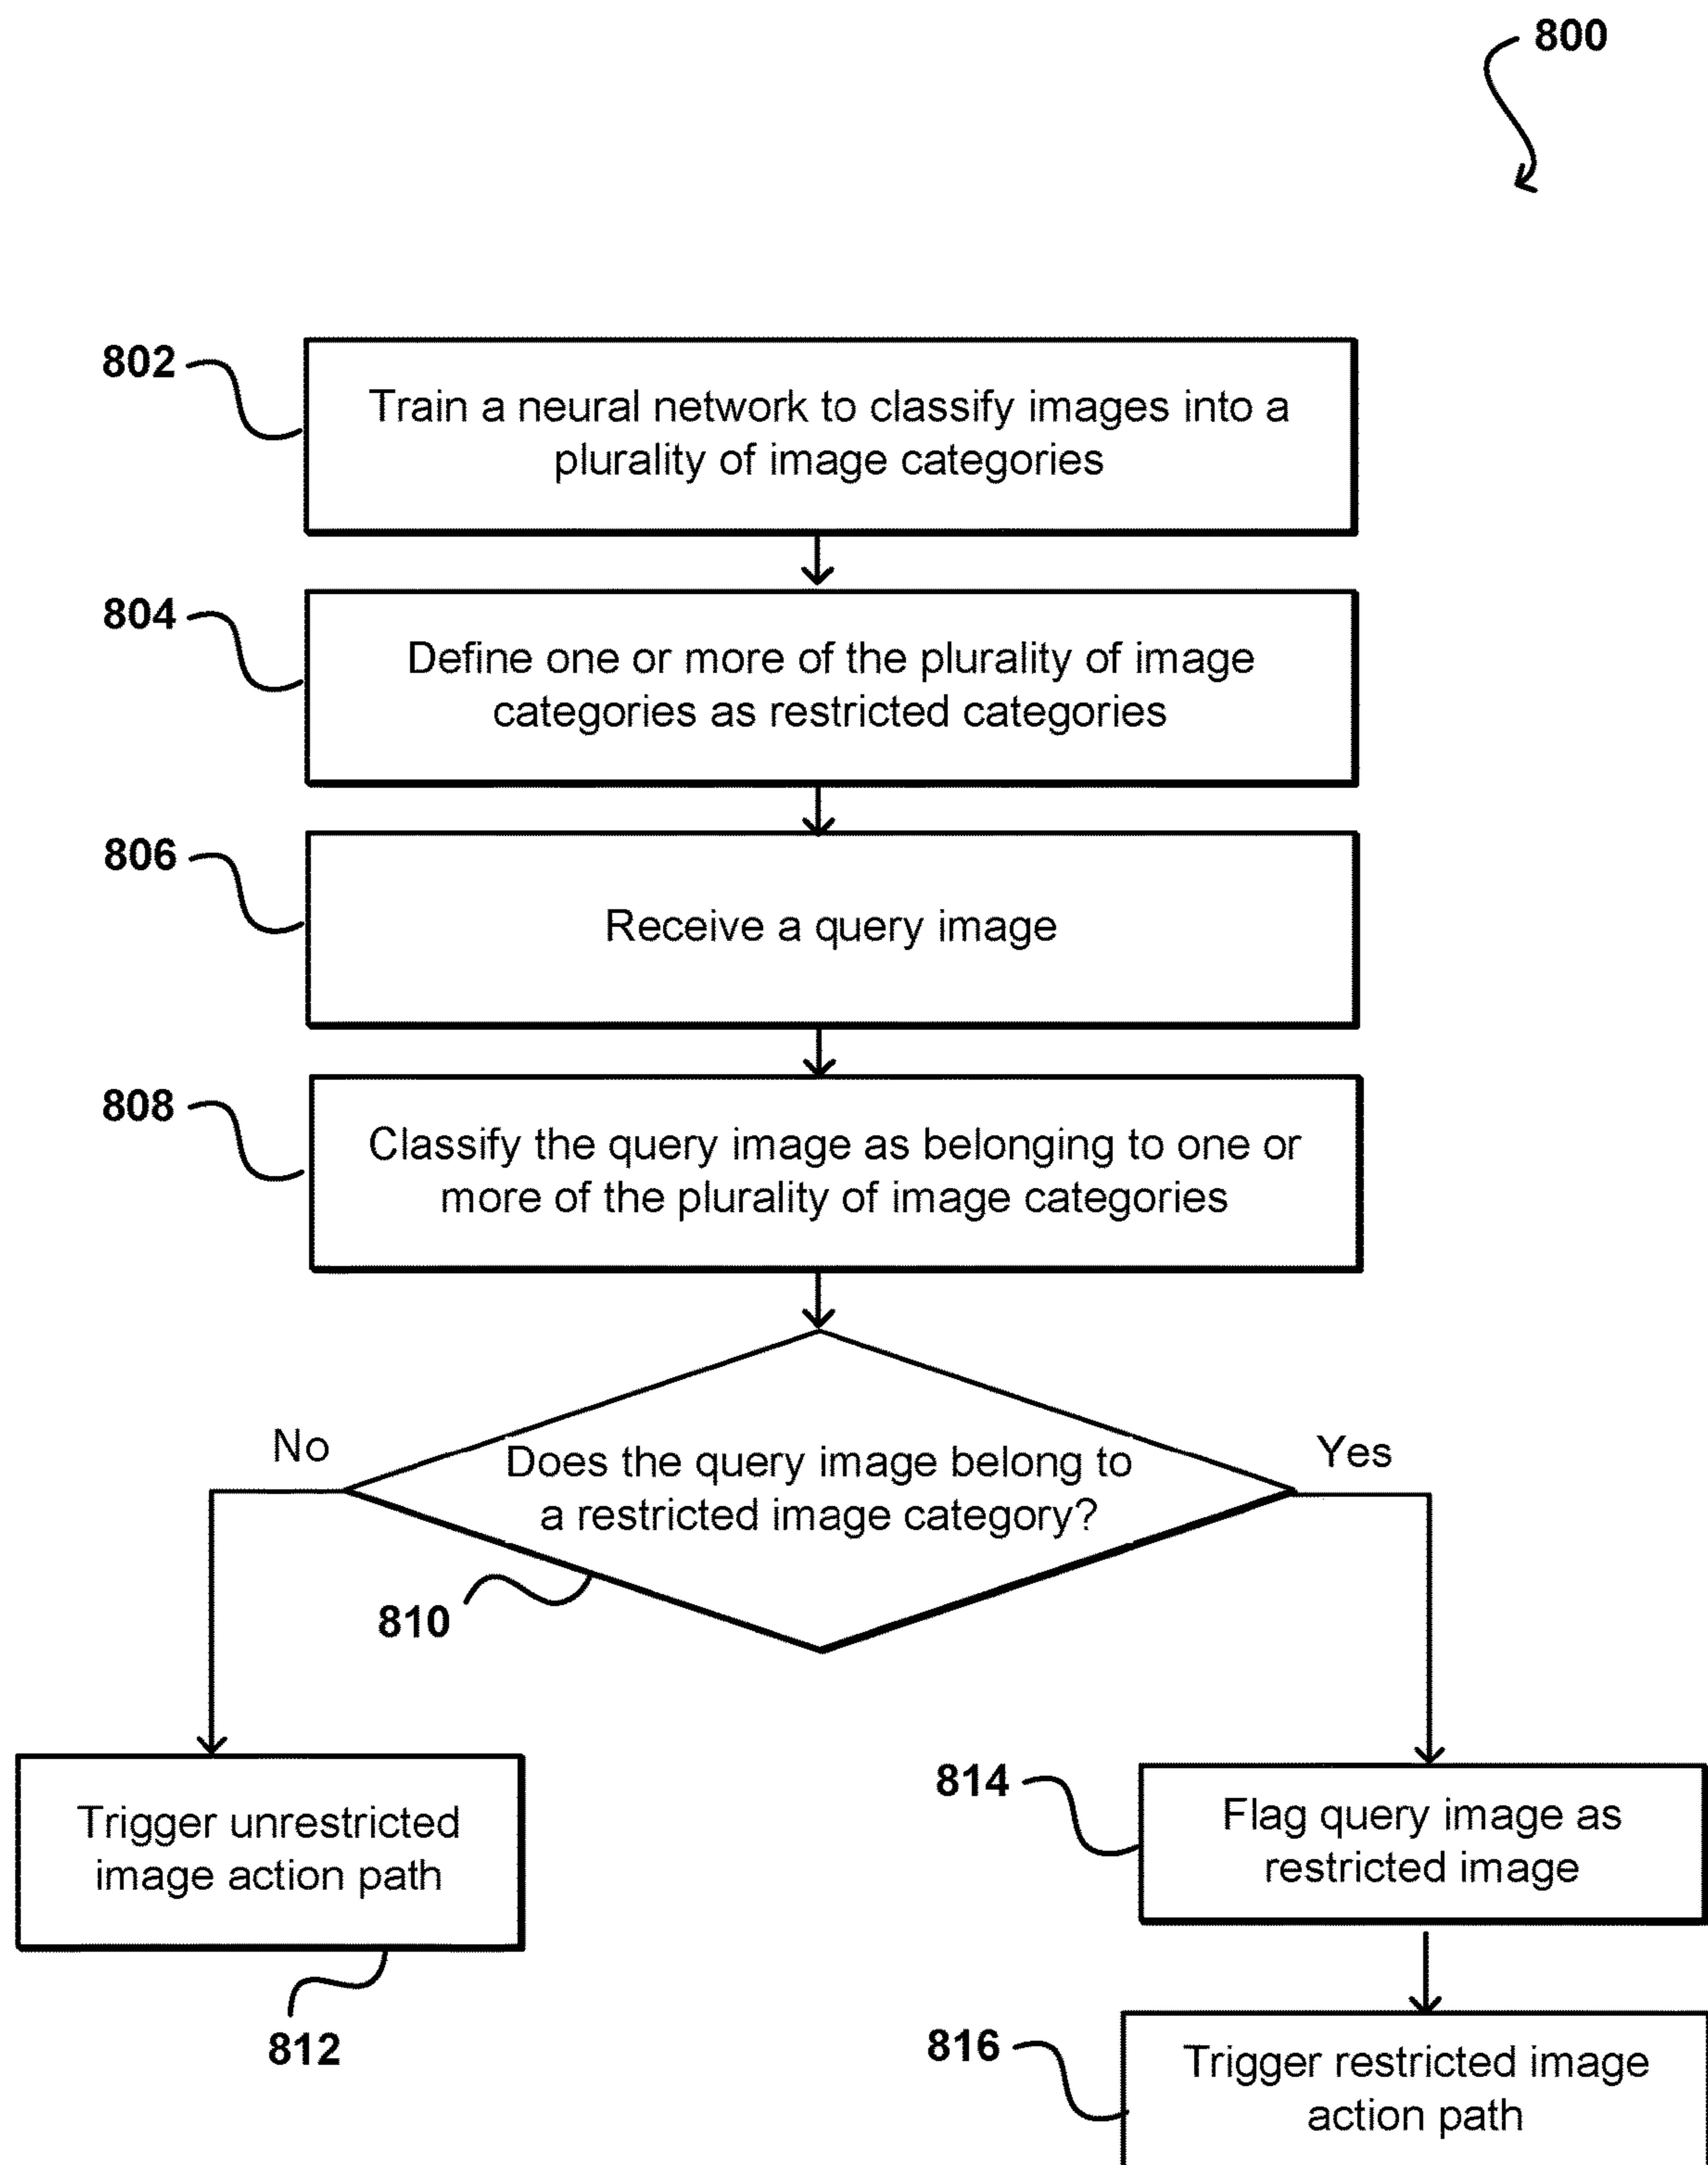 800
802
Train a neural network to classify images into a
plurality of image categories
804
Define one or more of the plurality of image
categories as restricted categories
806
Receive a query image
808
Classify the query image as belonging to one or
more of the plurality of image categories
No
Yes
Does the query image belong to
a restricted image category?
810
Trigger unrestricted
image action path
812
814
Flag query image as
restricted image
816
Trigger restricted image
action path